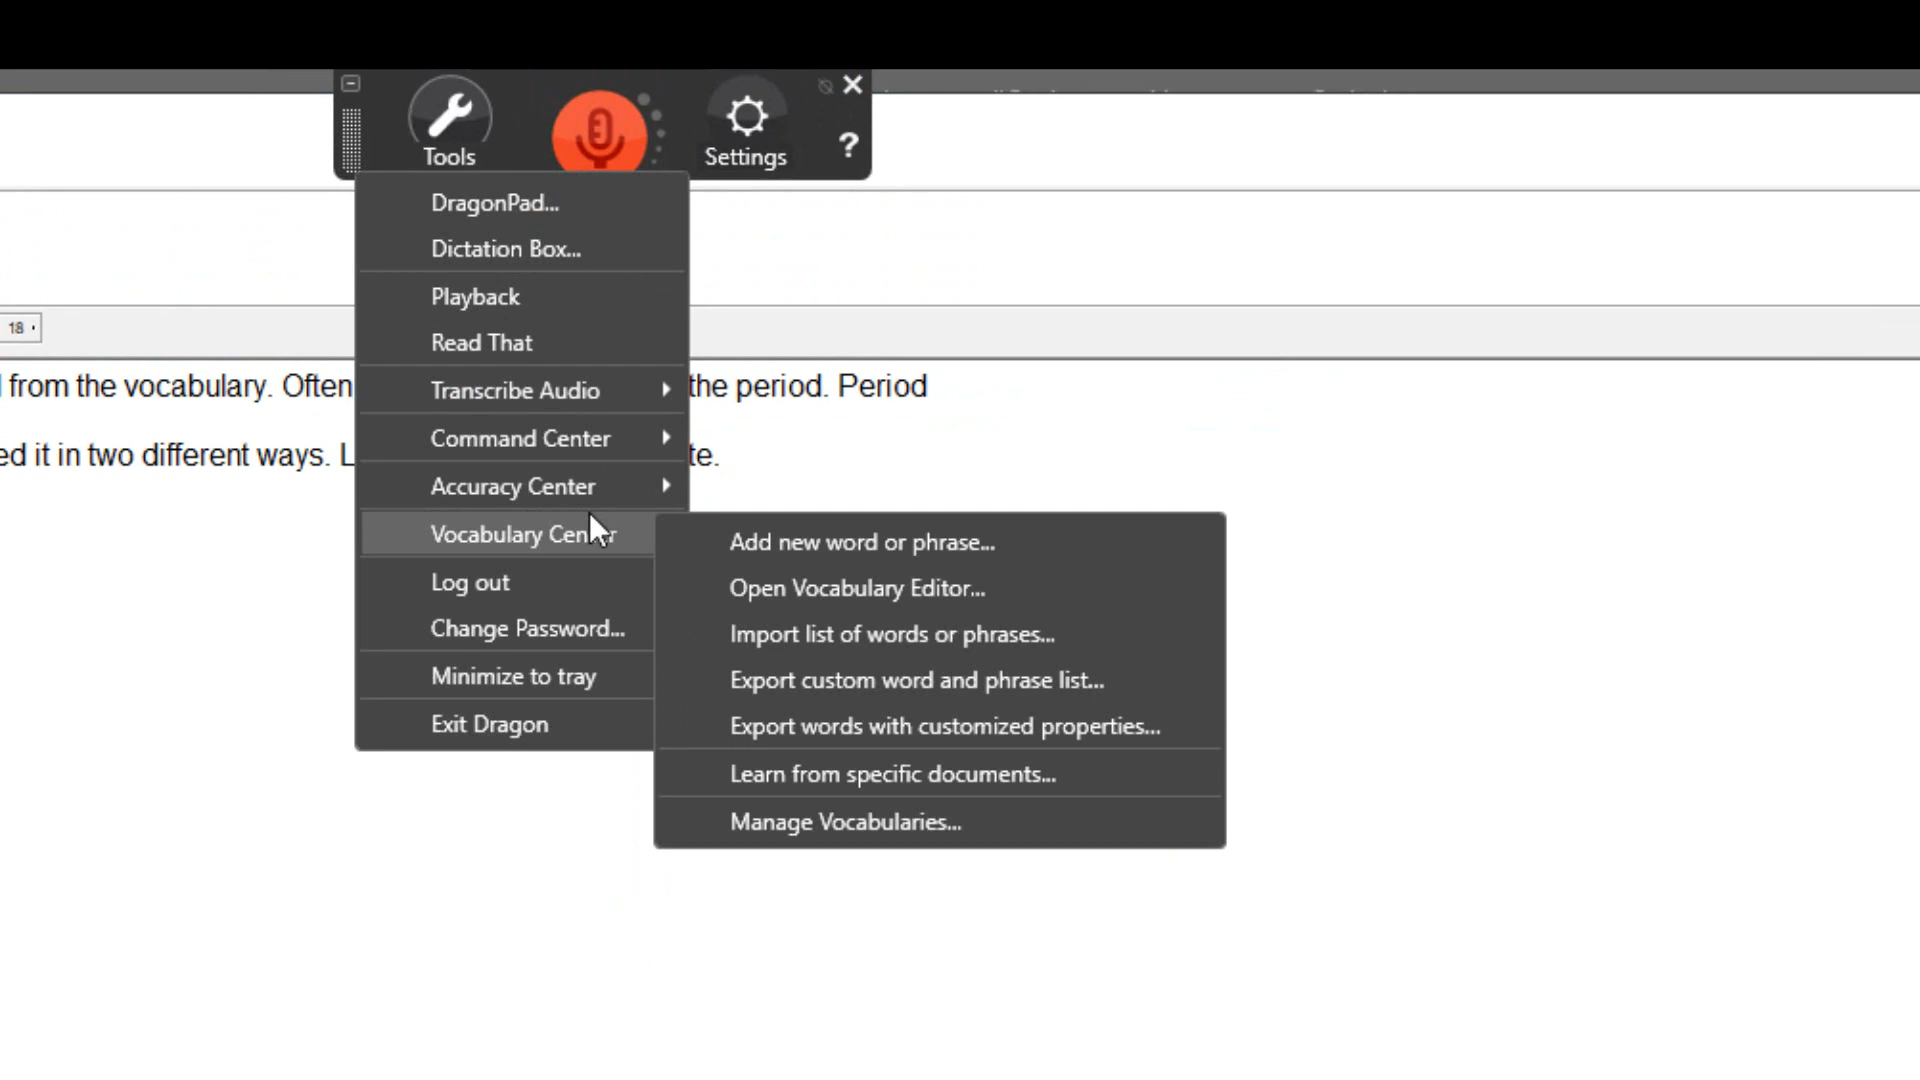 Tools
Settings
?
DragonPad...
Dictation Box...
Playback
Read That
Transcribe Audio
Command Center
Accuracy Center
Vocabulary Center
Log out
Change Password...
Minimize to tray
Exit Dragon
Add new word or phrase...
Open Vocabulary Editor...
Import list of words or phrases...
Export custom word and phrase list...
Export words with customized properties...
Learn from specific documents...
Manage Vocabularies...
18
from the vocabulary. Often the period. Period
ed it in two different ways. L te.